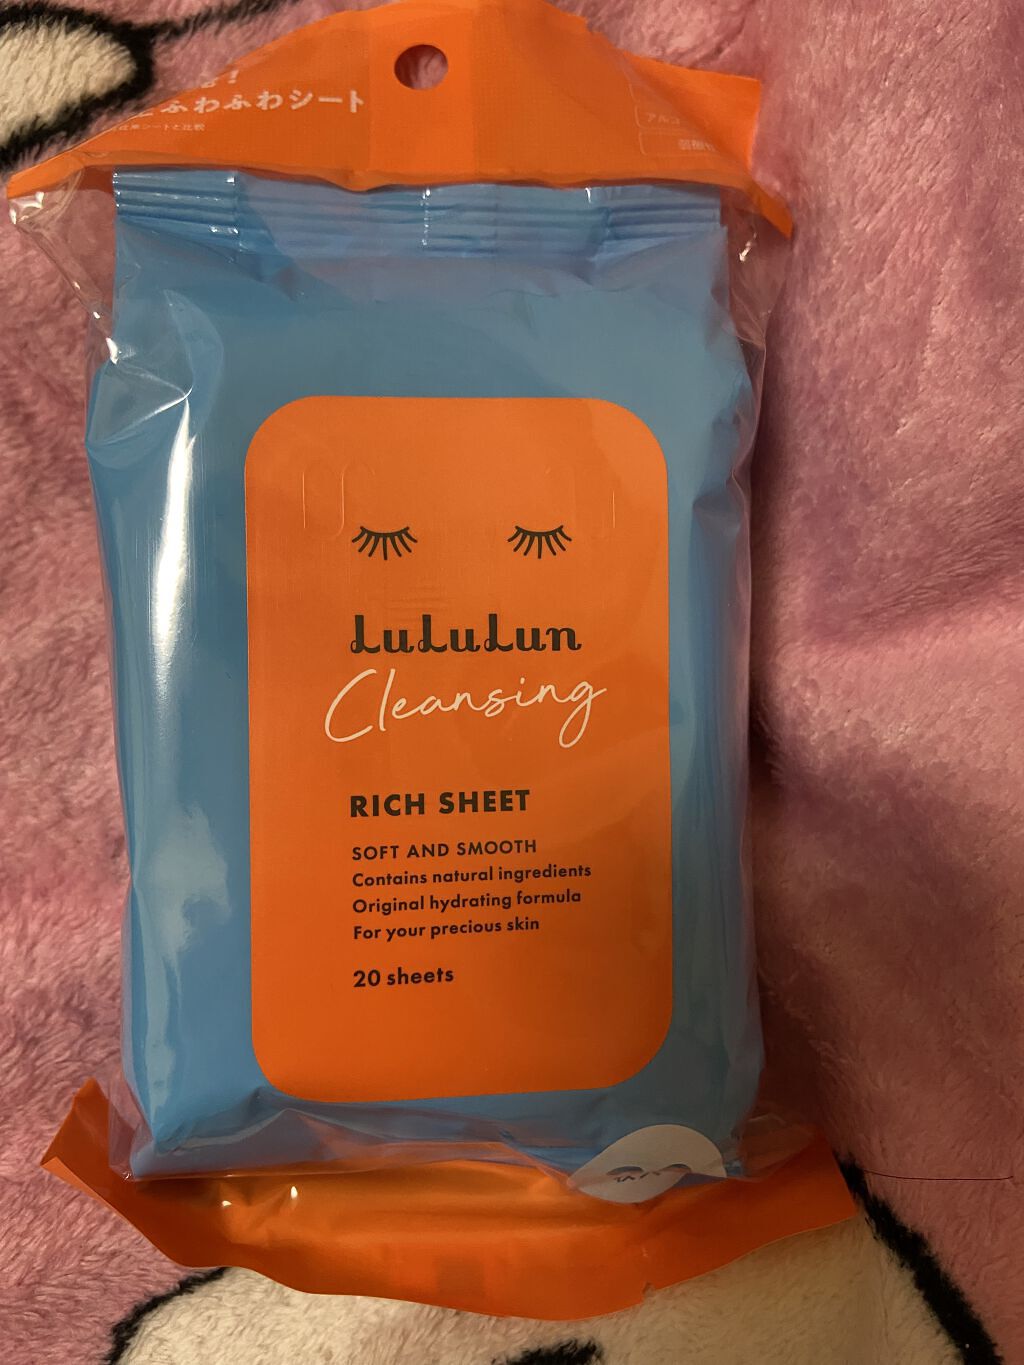 ふわふわシート
LuLuLun
Cleansing
RICH SHEET
SOFT AND SMOOTH
Contains natural ingredients
Original hydrating formula
For your precious skin
20 sheets